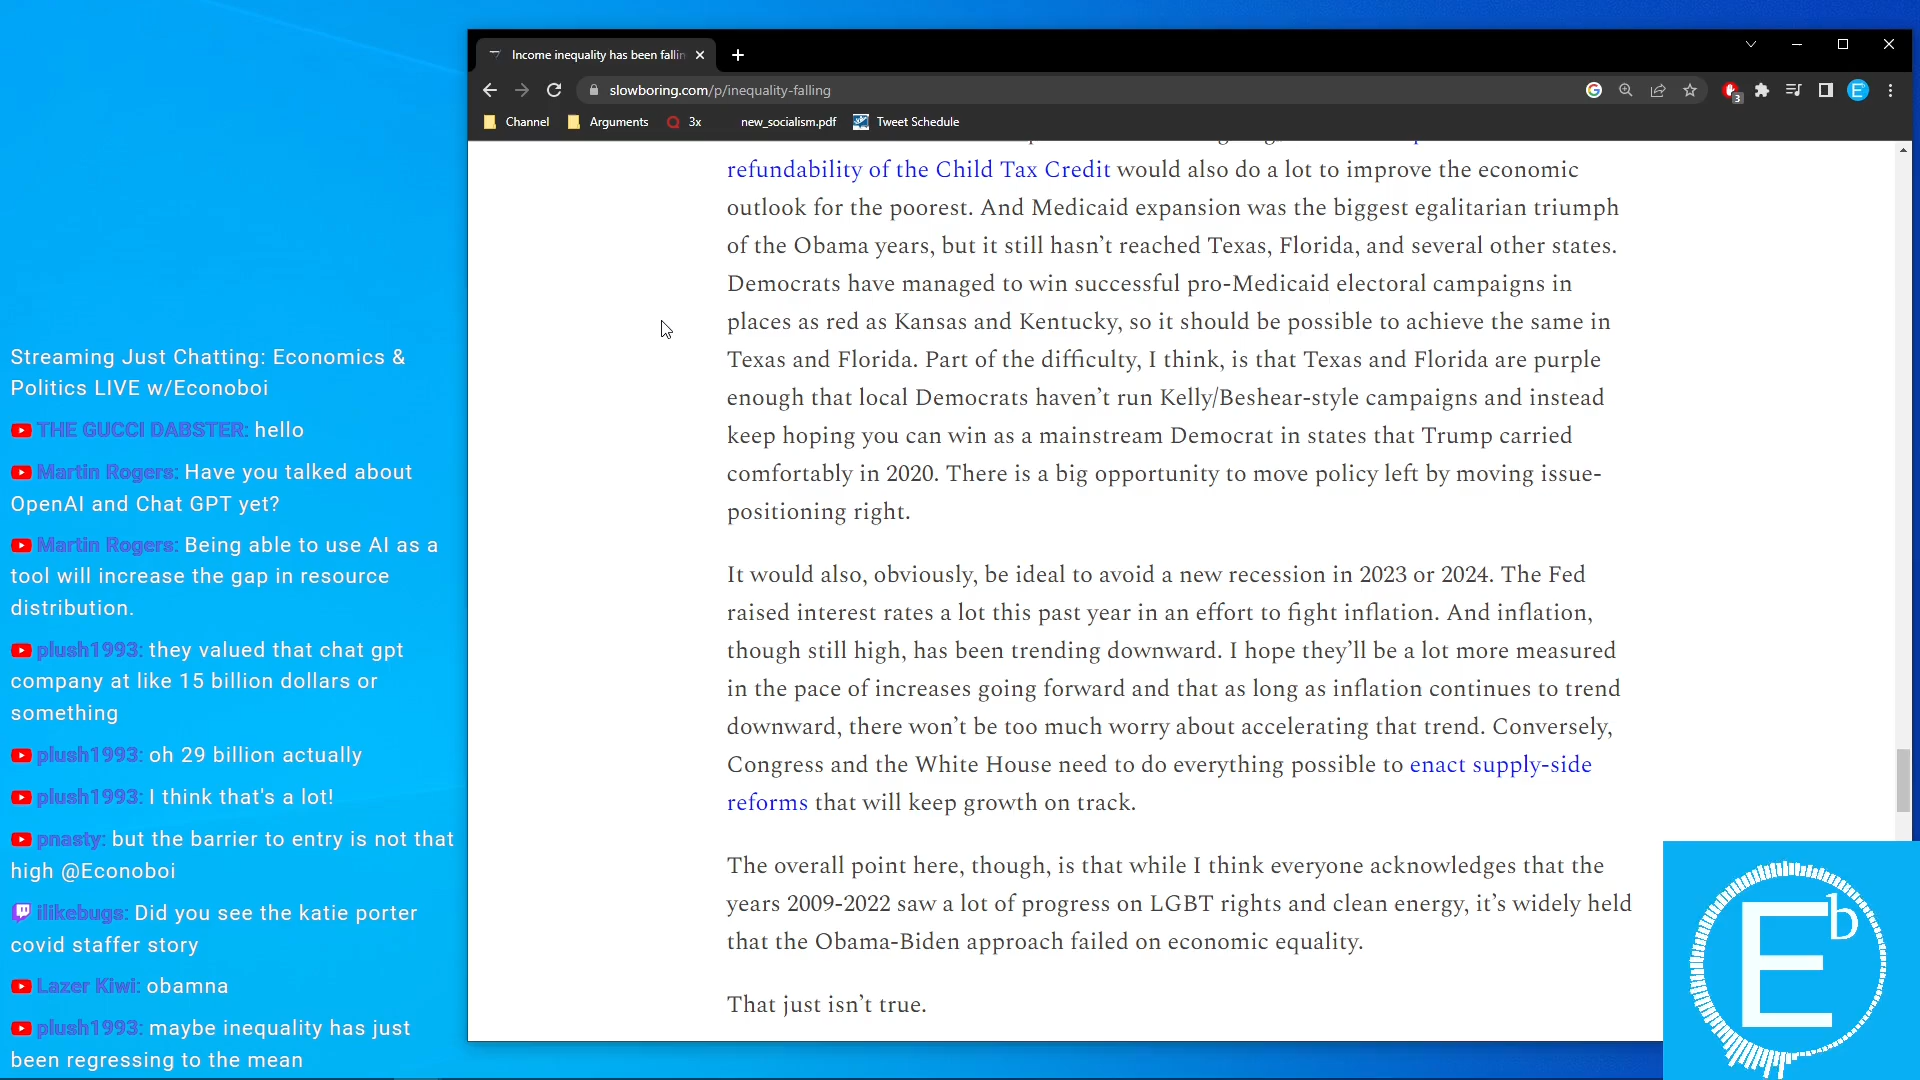 Income inequality has been fallin
slowboring.com/p/inequality-falling
3
E
Channel
Arguments
3x
new_socialism.pdf
Tweet Schedule
Streaming Just Chatting: Economics &
Politics LIVE w/Econoboi
THE GUCCI DABSTER: hello
Martin Rogers: Have you talked about
OpenAI and Chat GPT yet?
Martin Rogers: Being able to use AI as a
tool will increase the gap in resource
distribution.
plush1993: they valued that chat gpt
company at like 15 billion dollars or
something
plush1993: oh 29 billion actually
plush1993: I think that's a lot!
pnasty: but the barrier to entry is not that
high @Econoboi
ilikebugs: Did you see the katie porter
covid staffer story
Lazer Kiwi: obamna
plush1993: maybe inequality has just
been regressing to the mean
refundability of the Child Tax Credit would also do a lot to improve the economic
outlook for the poorest. And Medicaid expansion was the biggest egalitarian triumph
of the Obama years, but it still hasn’t reached Texas, Florida, and several other states.
Democrats have managed to win successful pro-Medicaid electoral campaigns in
places as red as Kansas and Kentucky, so it should be possible to achieve the same in
Texas and Florida. Part of the difficulty, I think, is that Texas and Florida are purple
enough that local Democrats haven’t run Kelly/Beshear-style campaigns and instead
keep hoping you can win as a mainstream Democrat in states that Trump carried
comfortably in 2020. There is a big opportunity to move policy left by moving issue-
positioning right.
It would also, obviously, be ideal to avoid a new recession in 2023 or 2024. The Fed
raised interest rates a lot this past year in an effort to fight inflation. And inflation,
though still high, has been trending downward. I hope they’ll be a lot more measured
in the pace of increases going forward and that as long as inflation continues to trend
downward, there won’t be too much worry about accelerating that trend. Conversely,
Congress and the White House need to do everything possible to enact supply-side
reforms that will keep growth on track.
The overall point here, though, is that while I think everyone acknowledges that the
years 2009-2022 saw a lot of progress on LGBT rights and clean energy, it’s widely held
that the Obama-Biden approach failed on economic equality.
That just isn’t true.
Eb